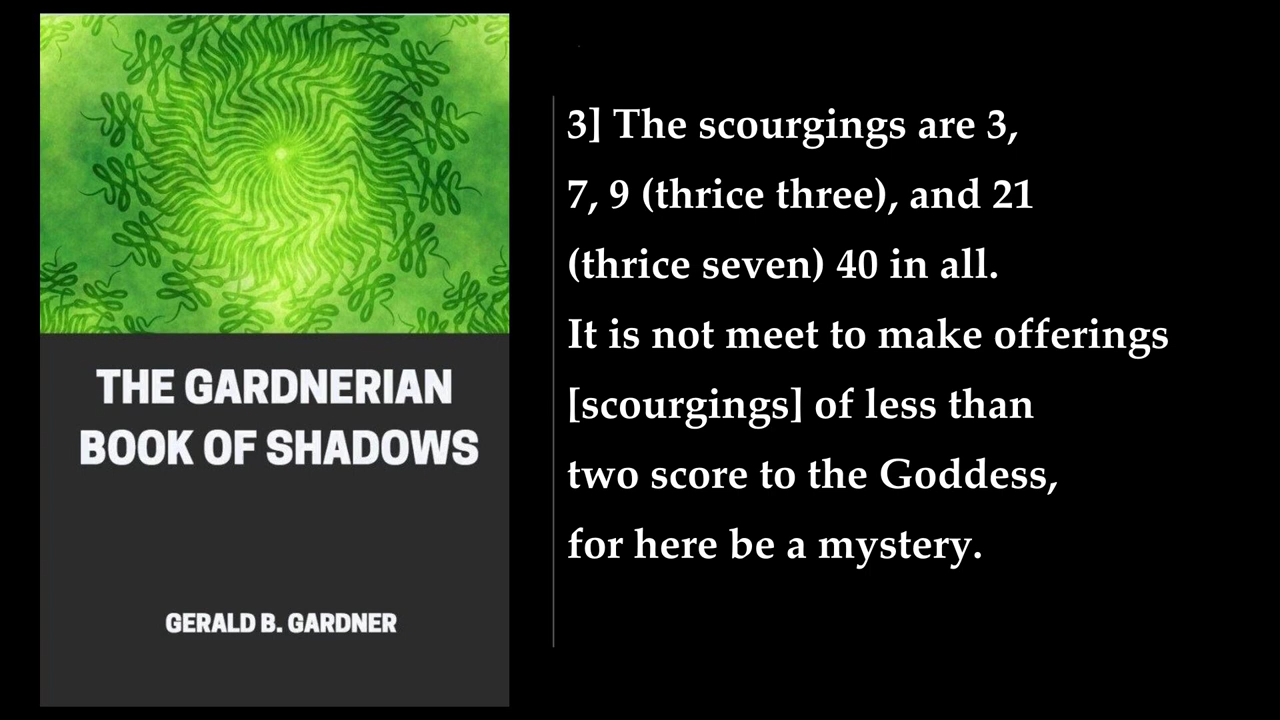 THE GARDNERIAN
BOOK OF SHADOWS
GERALD B. GARDNER
3] The scourgings are 3,
7, 9 (thrice three), and 21
(thrice seven) 40 in all.
It is not meet to make offerings
[scourgings] of less than
two score to the Goddess,
for here be a mystery.